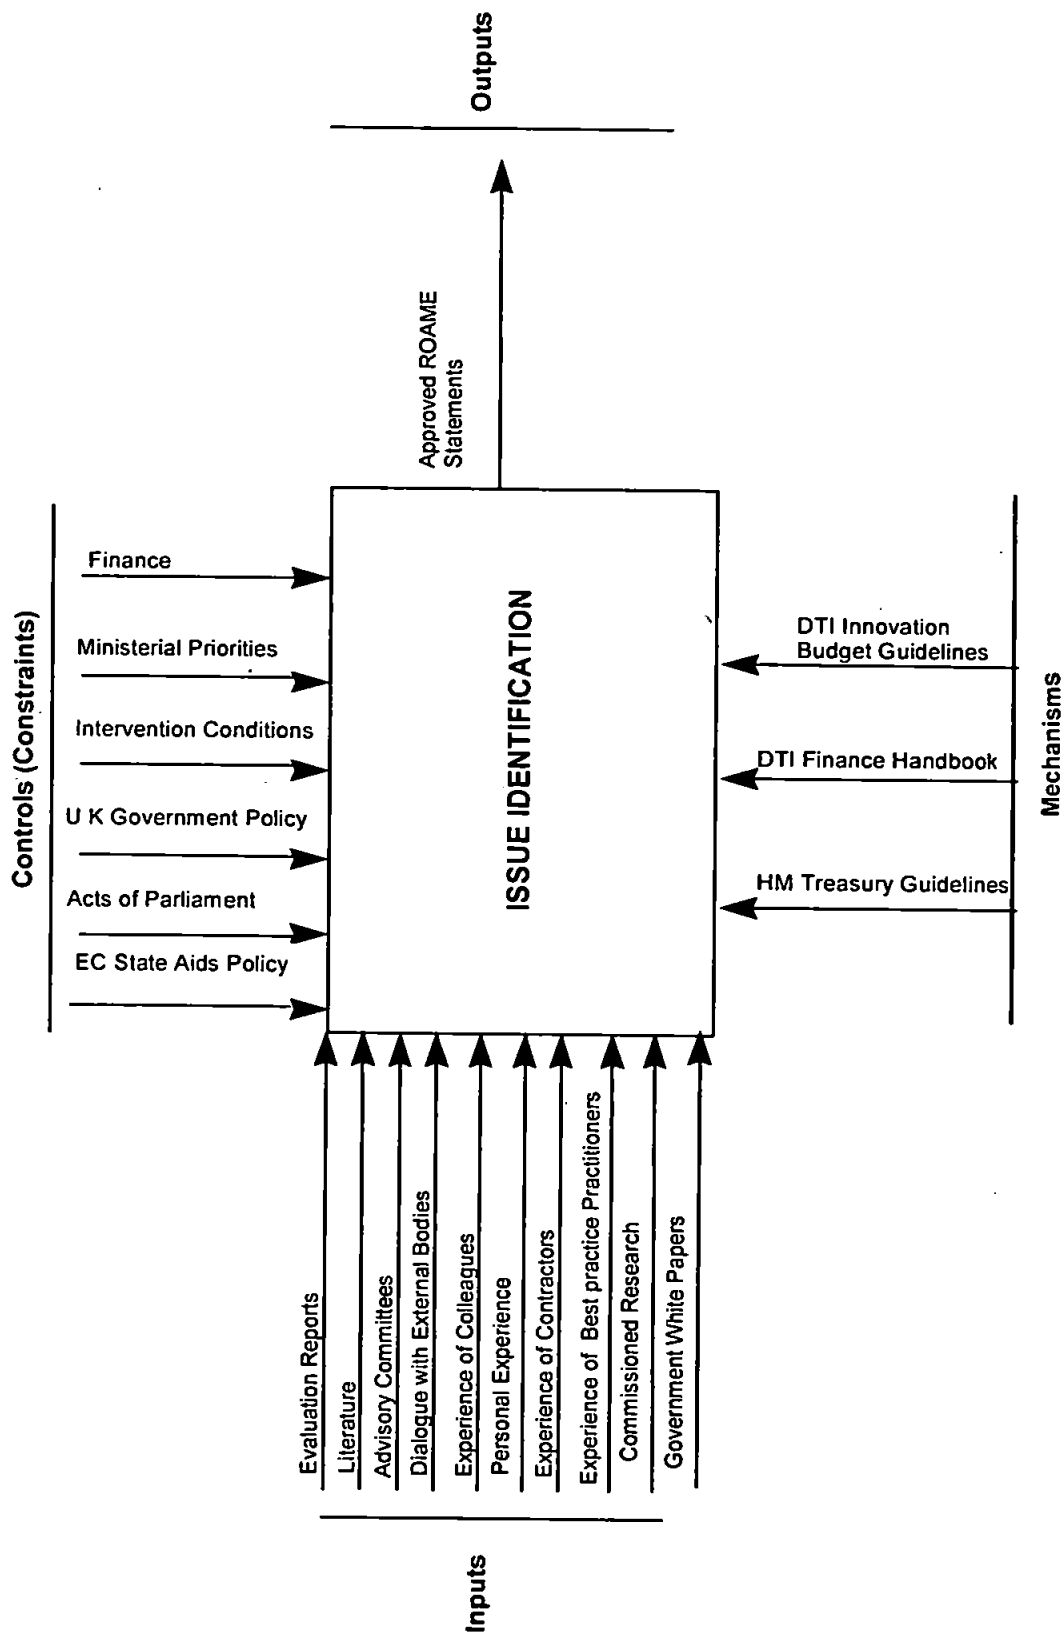 Controls (Constraints)
EC State Aids Policy
Acts of Parliament
U K Government Policy
Intervention Conditions
Ministerial Priorities
Finance
Inputs
Evaluation Reports
Literature
Advisory Committees
Dialogue with External Bodies
Experience of Colleagues
Personal Experience
Experience of Contractors
Experience of Best practice Practitioners
Commissioned Research
Government White Papers
ISSUE IDENTIFICATION
Approved ROAME
Statements
Outputs
HM Treasury Guidelines
DTI Finance Handbook
DTI Innovation
Budget Guidelines
Mechanisms